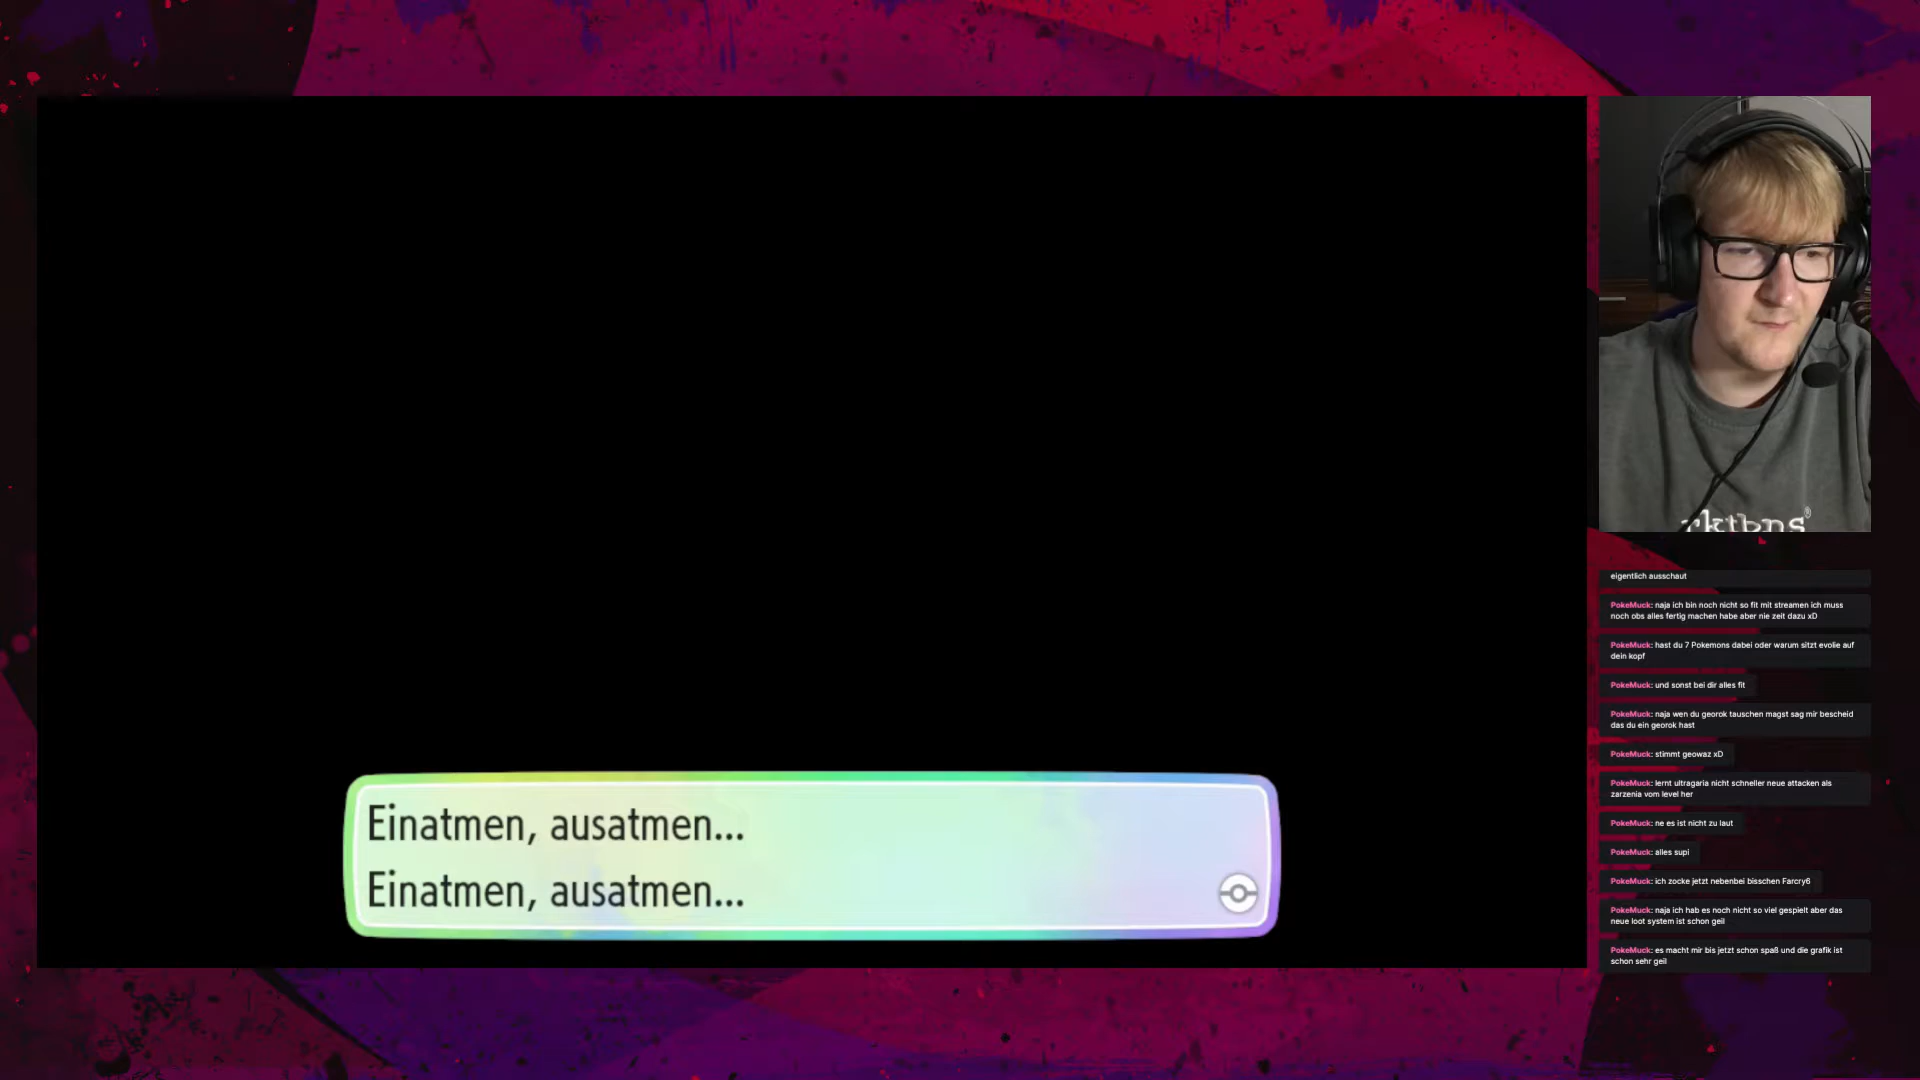 Einatmen, ausatmen...
Einatmen, ausatmen...
rktbns®
eigentlich ausschaut
PokeMuck: naja ich bin noch nicht so fit mit streamen ich muss
noch obs alles fertig machen habe aber nie zeit dazu xD
PokeMuck: hast du 7 Pokemons dabei oder warum sitzt evolie auf
dein kopf
PokeMuck: und sonst bei dir alles fit
PokeMuck: naja wen du georok tauschen magst sag mir bescheid
das du ein georok hast
PokeMuck: stimmt geowaz xD
PokeMuck: lernt ultragaria nicht schneller neue attacken als
zarzenia vom level her
PokeMuck: ne es ist nicht zu laut
PokeMuck: alles supi
PokeMuck: ich zocke jetzt nebenbei bisschen Farcry6
PokeMuck: naja ich hab es noch nicht so viel gespielt aber das
neue loot system ist schon geil
PokeMuck: es macht mir bis jetzt schon spaß und die grafik ist
schon sehr geil